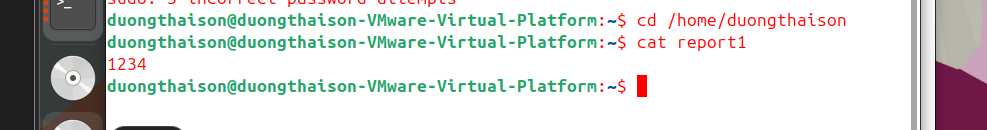 sudo: 3 incorrect password attempts
duongthaison@duongthaison-VMware-Virtual-Platform:~$ cd /home/duongthaison
duongthaison@duongthaison-VMware-Virtual-Platform:~$ cat report1
1234
duongthaison@duongthaison-VMware-Virtual-Platform:~$